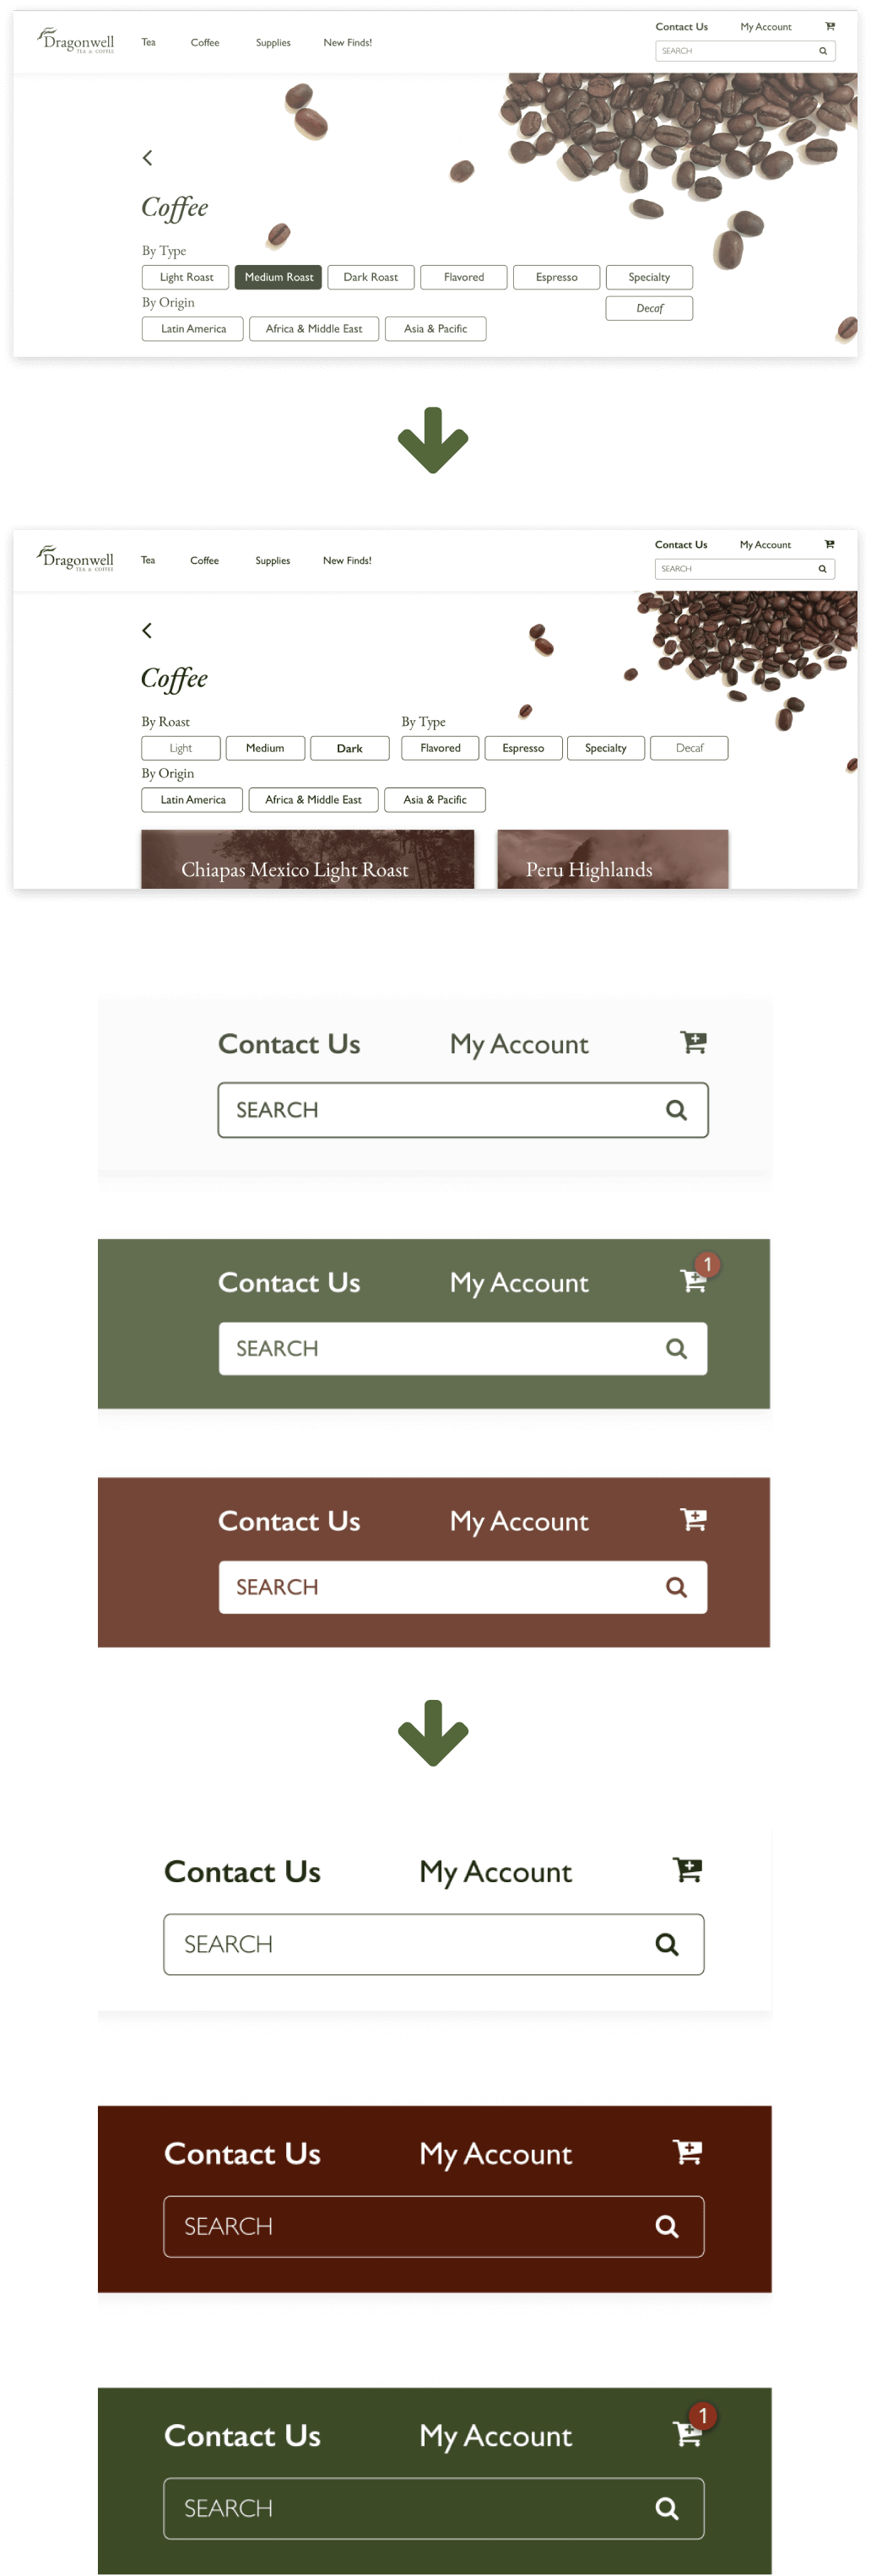 Contact Us My Account
Dragonwell Tea Coffee Supplies New Finds!
TEA & COFFEE
SEARCH
Coffee
By Type
Light Roast Medium Roast Dark Roast Flavored Espresso Specialty
By Origin
Decaf
Latin America Africa & Middle East Asia & Pacific
Contact Us My Account
Dragonwell Tea Coffee Supplies New Finds!
TEA & COFFEE
SEARCH
Coffee
By Roast By Type
Light Medium Dark Flavored Espresso Specialty Decaf
By Origin
Latin America Africa & Middle East Asia & Pacific
Chiapas Mexico Light Roast Peru Highlands
Contact Us My Account
SEARCH
Contact Us My Account 1
SEARCH
Contact Us My Account
SEARCH
Contact Us My Account
SEARCH
Contact Us My Account
SEARCH
Contact Us My Account 1
SEARCH